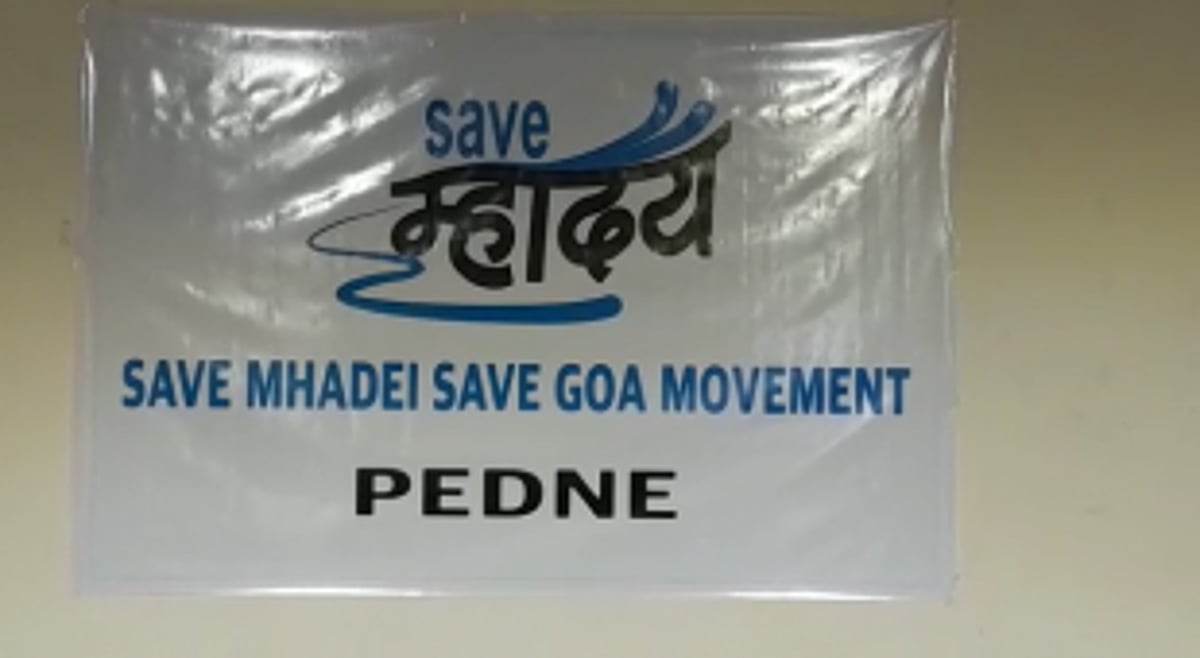 save
म्हादय
SAVE MHADEI SAVE GOA MOVEMENT
PEDNE